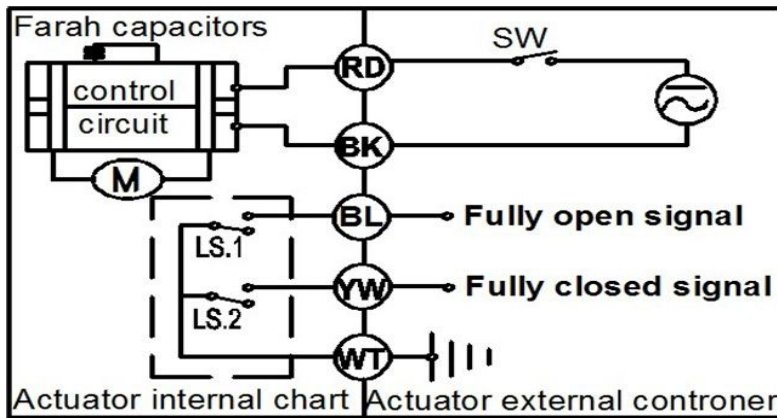 Farah capacitors
control
circuit
M
RD
SW
BK
BL
Fully open signal
LS.1
YW
Fully closed signal
LS.2
WT
Actuator internal chart
Actuator external controner